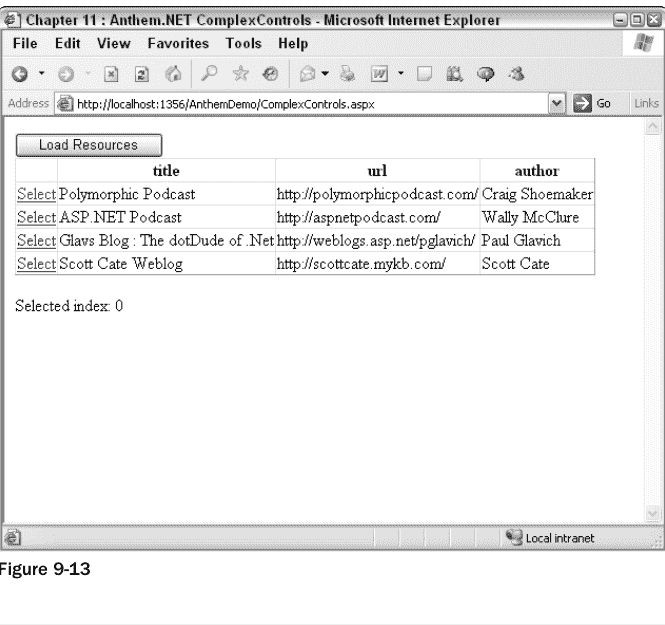 Chapter 11 : Anthem.NET ComplexControls - Microsoft Internet Explorer
File Edit View Favorites Tools Help
Address http://localhost:1356/AnthemDemo/ComplexControls.aspx Go Links
Load Resources
title url author
Select Polymorphic Podcast http://polymorphicpodcast.com/ Craig Shoemaker
Select ASP.NET Podcast http://aspnetpodcast.com/ Wally McClure
Select Glavs Blog : The dotDude of .Net http://weblogs.asp.net/pglavich/ Paul Glavich
Select Scott Cate Weblog http://scottcate.mykb.com/ Scott Cate
Selected index: 0
Local intranet
Figure 9-13